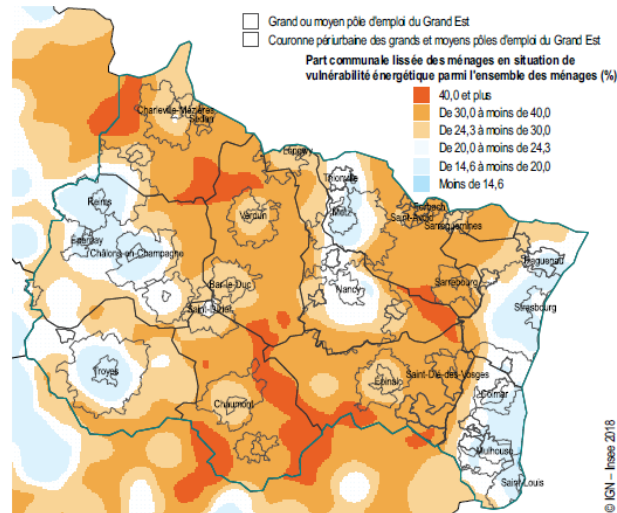 Grand ou moyen pôle d'emploi du Grand Est
Couronne périurbaine des grands et moyens pôles d'emploi du Grand Est
Part communale lissée des ménages en situation de
vulnérabilité énergétique parmi l'ensemble des ménages (%)
40,0 et plus
De 30,0 à moins de 40,0
De 24,3 à moins de 30,0
De 20,0 à moins de 24,3
De 14,6 à moins de 20,0
Moins de 14,6
Charleville-Mézières
Sedan
Longwy
Thionville
Reims
Verdun
Metz
Forbach
Saint-Avold
Sarreguemines
Epernay
Châlons-en-Champagne
Haguenau
Bar-le-Duc
Nancy
Sarrebourg
Saint-Dizier
Strasbourg
Troyes
Epinal
Saint-Dié-des-Vosges
Chaumont
Colmar
Mulhouse
Saint-Louis
© IGN – Insee 2018